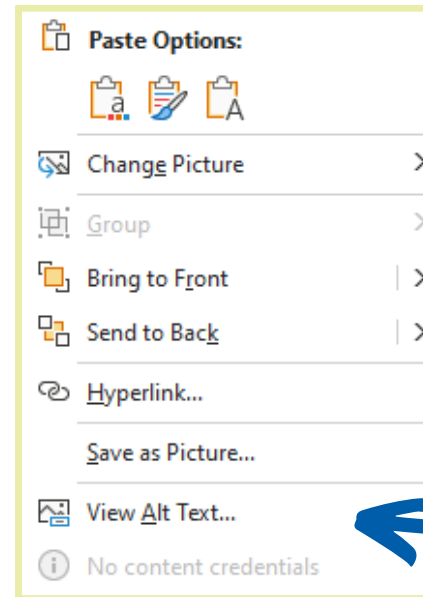 Paste Options:
Change Picture
Group
Bring to Front
Send to Back
Hyperlink...
Save as Picture...
View Alt Text...
No content credentials